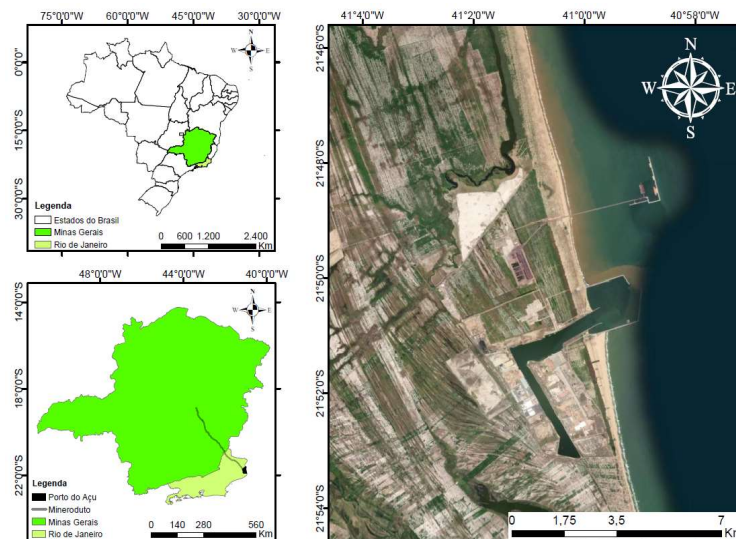 75°0'0"W 45°0'0"W 30°0'0"W
0°0'0"
15°0'0"S
30°0'0"S
N
W E
S
Legenda
Estados do Brasil
Minas Gerais
Rio de Janeiro
0 600 1.200 2.400
Km
48°0'0"W 44°0'0"W 40°0'0"W
14°0'0"S
18°0'0"S
22°0'0"S
N
W E
S
Legenda
Porto do Açu
Mineroduto
Minas Gerais
Rio de Janeiro
0 140 280 560
Km
41°4'0"W 41°2'0"W 41°0'0"W 40°58'0"W
21°46'0"S
21°48'0"S
21°50'0"S
21°52'0"S
21°54'0"S
N
W E
S
0 1,75 3,5 7
Km